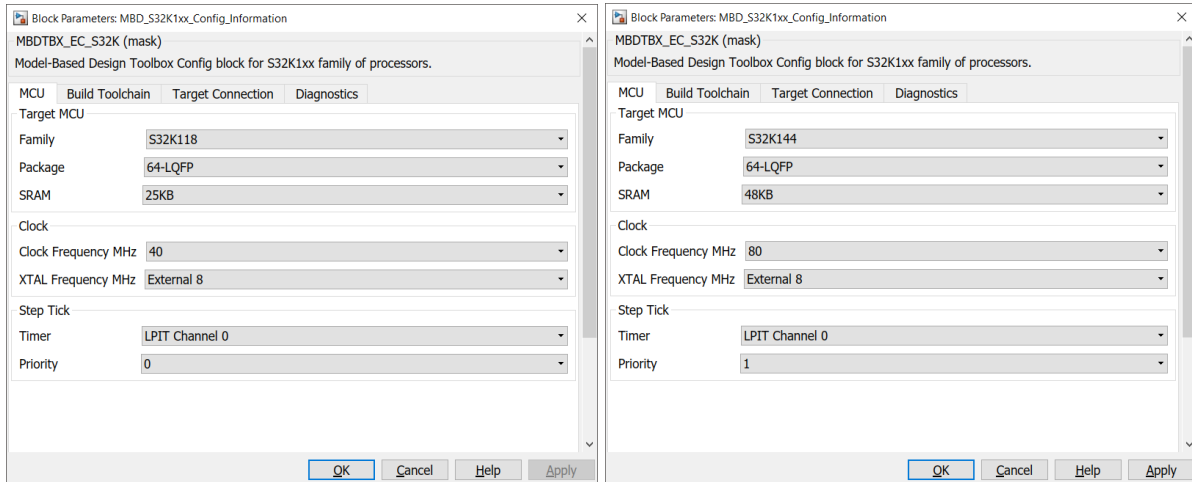 Block Parameters: MBD_S32K1xx_Config_Information
MBDTBX_EC_S32K (mask)
Model-Based Design Toolbox Config block for S32K1xx family of processors.
MCU Build Toolchain Target Connection Diagnostics
Target MCU
Family S32K118
Package 64-LQFP
SRAM 25KB
Clock
Clock Frequency MHz 40
XTAL Frequency MHz External 8
Step Tick
Timer LPIT Channel 0
Priority 0
OK Cancel Help Apply
Block Parameters: MBD_S32K1xx_Config_Information
MBDTBX_EC_S32K (mask)
Model-Based Design Toolbox Config block for S32K1xx family of processors.
MCU Build Toolchain Target Connection Diagnostics
Target MCU
Family S32K144
Package 64-LQFP
SRAM 48KB
Clock
Clock Frequency MHz 80
XTAL Frequency MHz External 8
Step Tick
Timer LPIT Channel 0
Priority 1
OK Cancel Help Apply